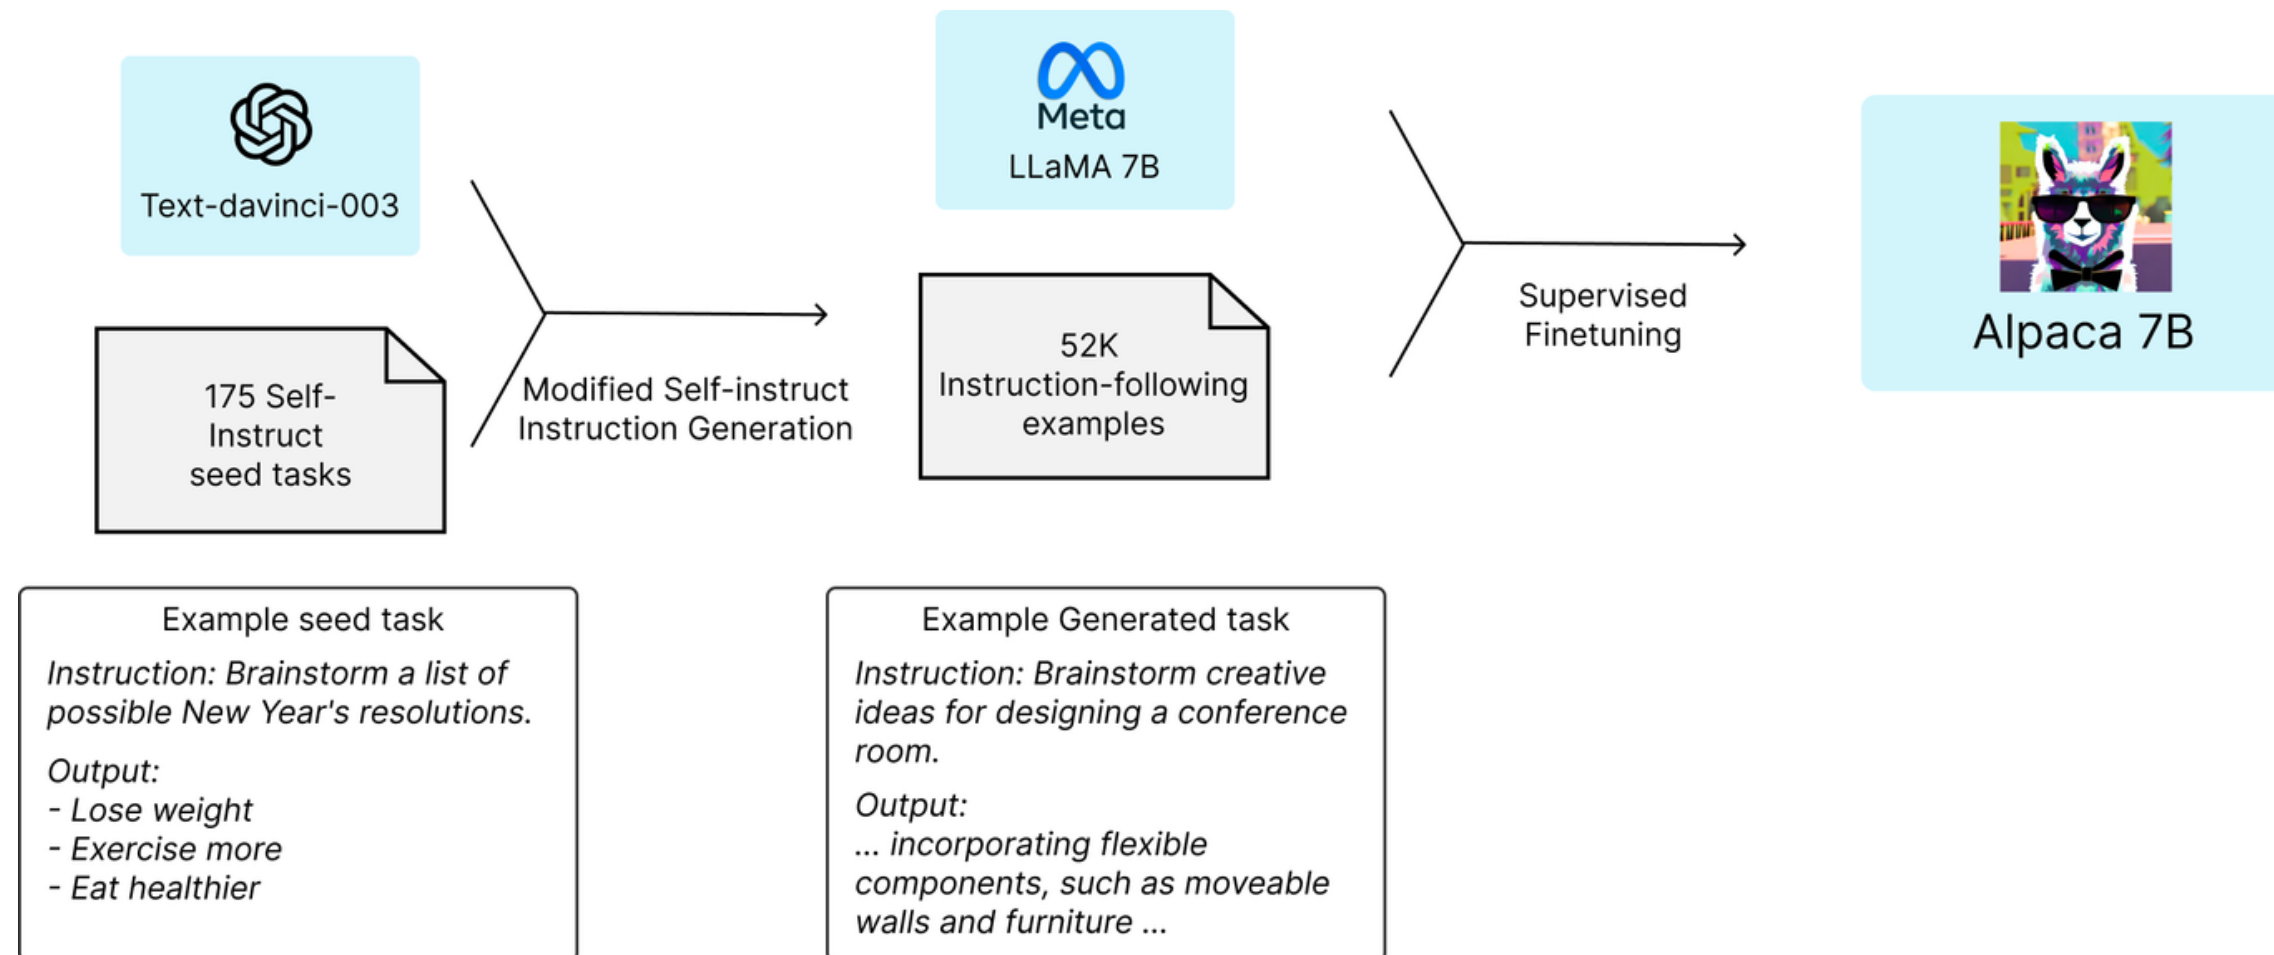 Text-davinci-003
175 Self-
Instruct
seed tasks
Modified Self-instruct
Instruction Generation
Meta
LLaMA 7B
52K
Instruction-following
examples
Supervised
Finetuning
Alpaca 7B
Example seed task
Instruction: Brainstorm a list of
possible New Year's resolutions.
Output:
- Lose weight
- Exercise more
- Eat healthier
Example Generated task
Instruction: Brainstorm creative
ideas for designing a conference
room.
Output:
... incorporating flexible
components, such as moveable
walls and furniture ...